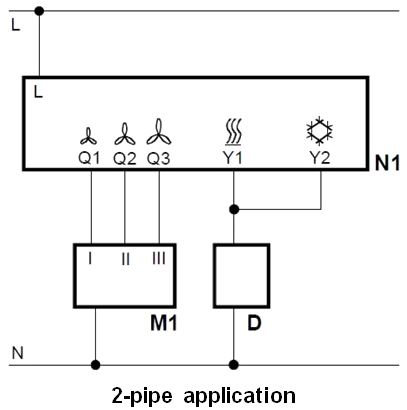 L
L
Q1 Q2 Q3 Y1 Y2
N1
I II III
M1 D
N
2-pipe application